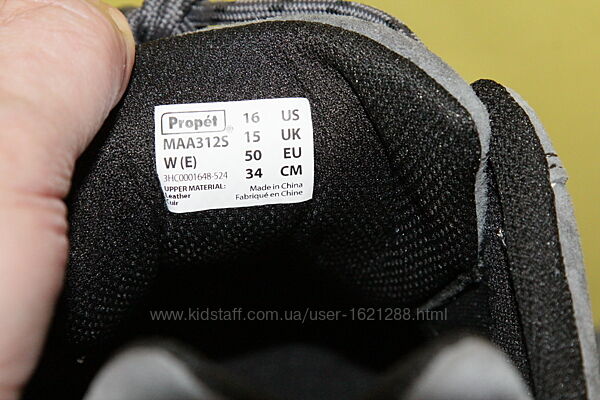 Propét ® 16 US
MAA312S 15 UK
W (E) 50 EU
3HC0001648-524 34 CM
UPPER MATERIAL: Made in China
Leather Fabriqué en Chine
Cuir
www.kidstaff.com.ua/user-1621288.html